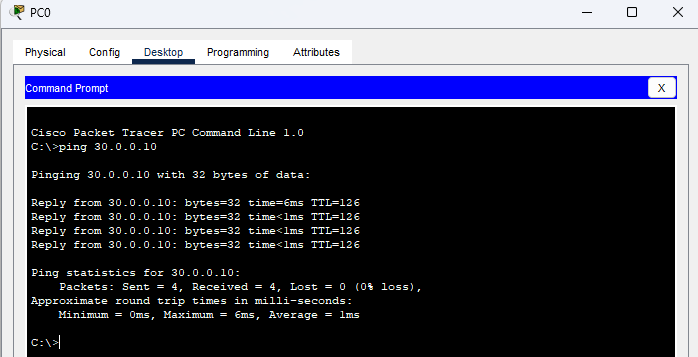 PC0
Physical Config Desktop Programming Attributes
Command Prompt
X
Cisco Packet Tracer PC Command Line 1.0
C:\>ping 30.0.0.10
Pinging 30.0.0.10 with 32 bytes of data:
Reply from 30.0.0.10: bytes=32 time=6ms TTL=126
Reply from 30.0.0.10: bytes=32 time<1ms TTL=126
Reply from 30.0.0.10: bytes=32 time<1ms TTL=126
Reply from 30.0.0.10: bytes=32 time<1ms TTL=126
Ping statistics for 30.0.0.10:
    Packets: Sent = 4, Received = 4, Lost = 0 (0% loss),
Approximate round trip times in milli-seconds:
    Minimum = 0ms, Maximum = 6ms, Average = 1ms
C:\>